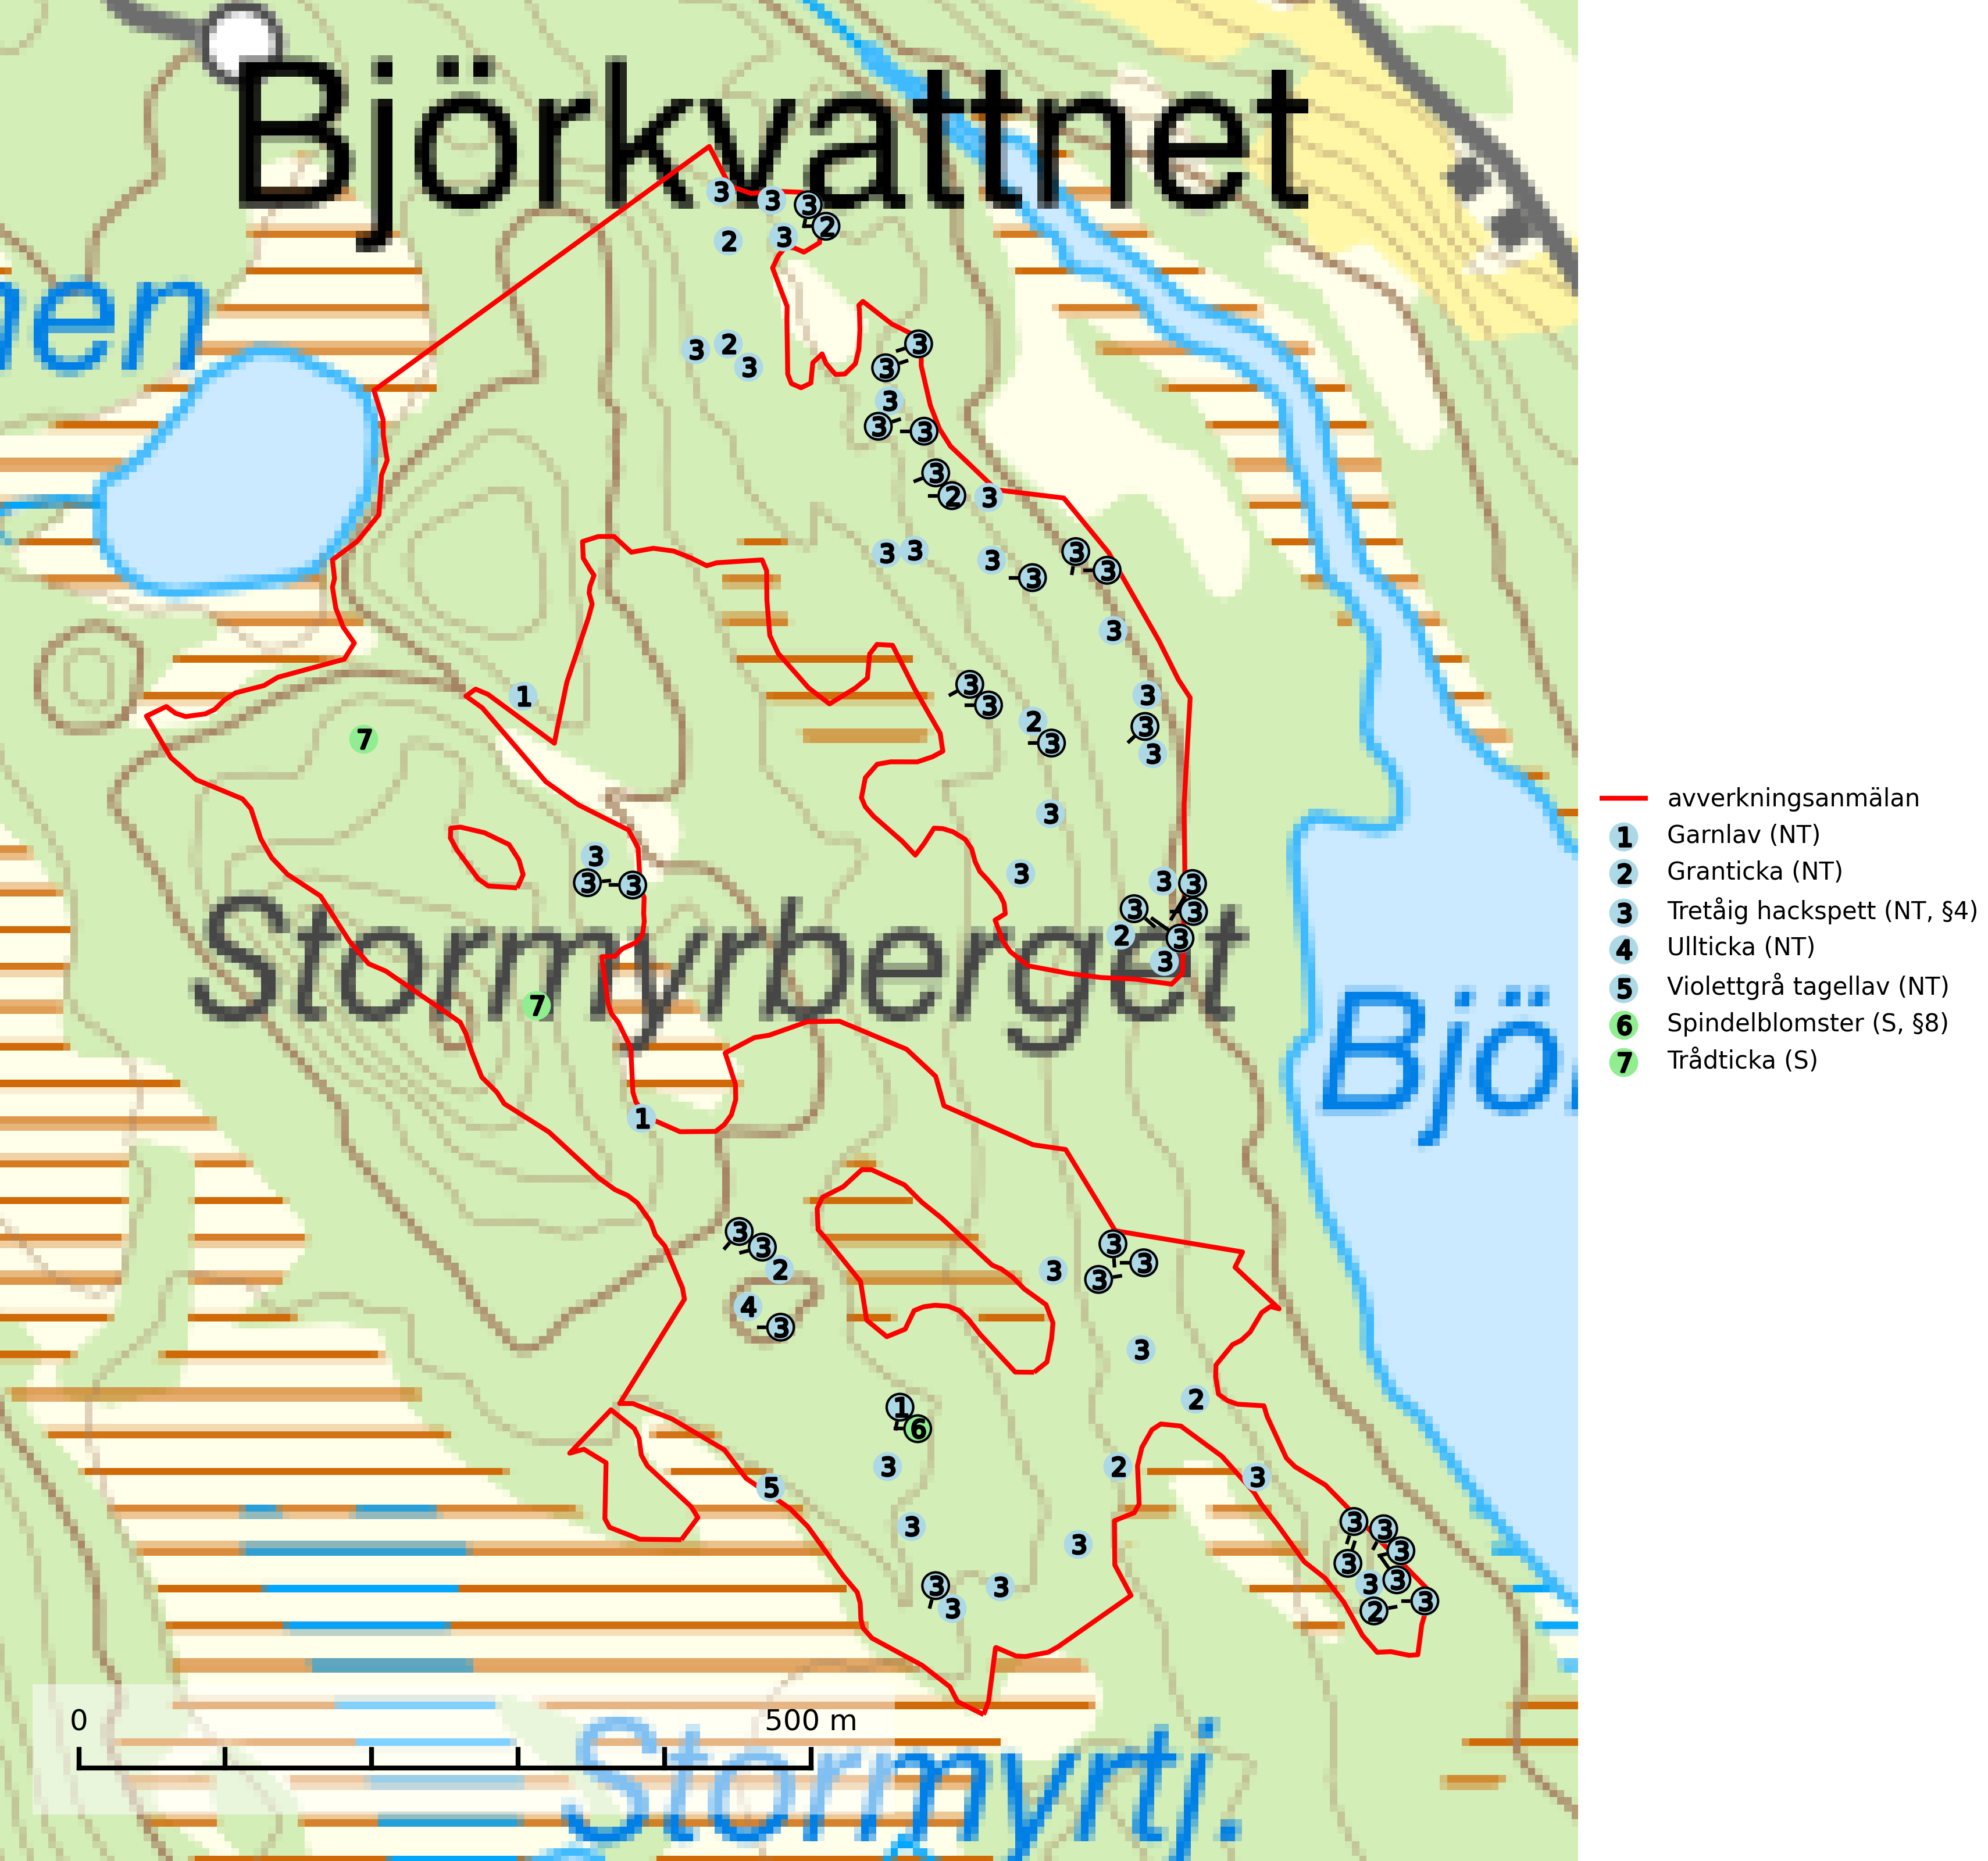 Björkvattnet
en
Stormyrberget
Bjö
0 500 m
Stormyrtj.
avverkningsanmälan
1 Garnlav (NT)
2 Granticka (NT)
3 Tretåig hackspett (NT, §4)
4 Ullticka (NT)
5 Violettgrå tagellav (NT)
6 Spindelblomster (S, §8)
7 Trådticka (S)